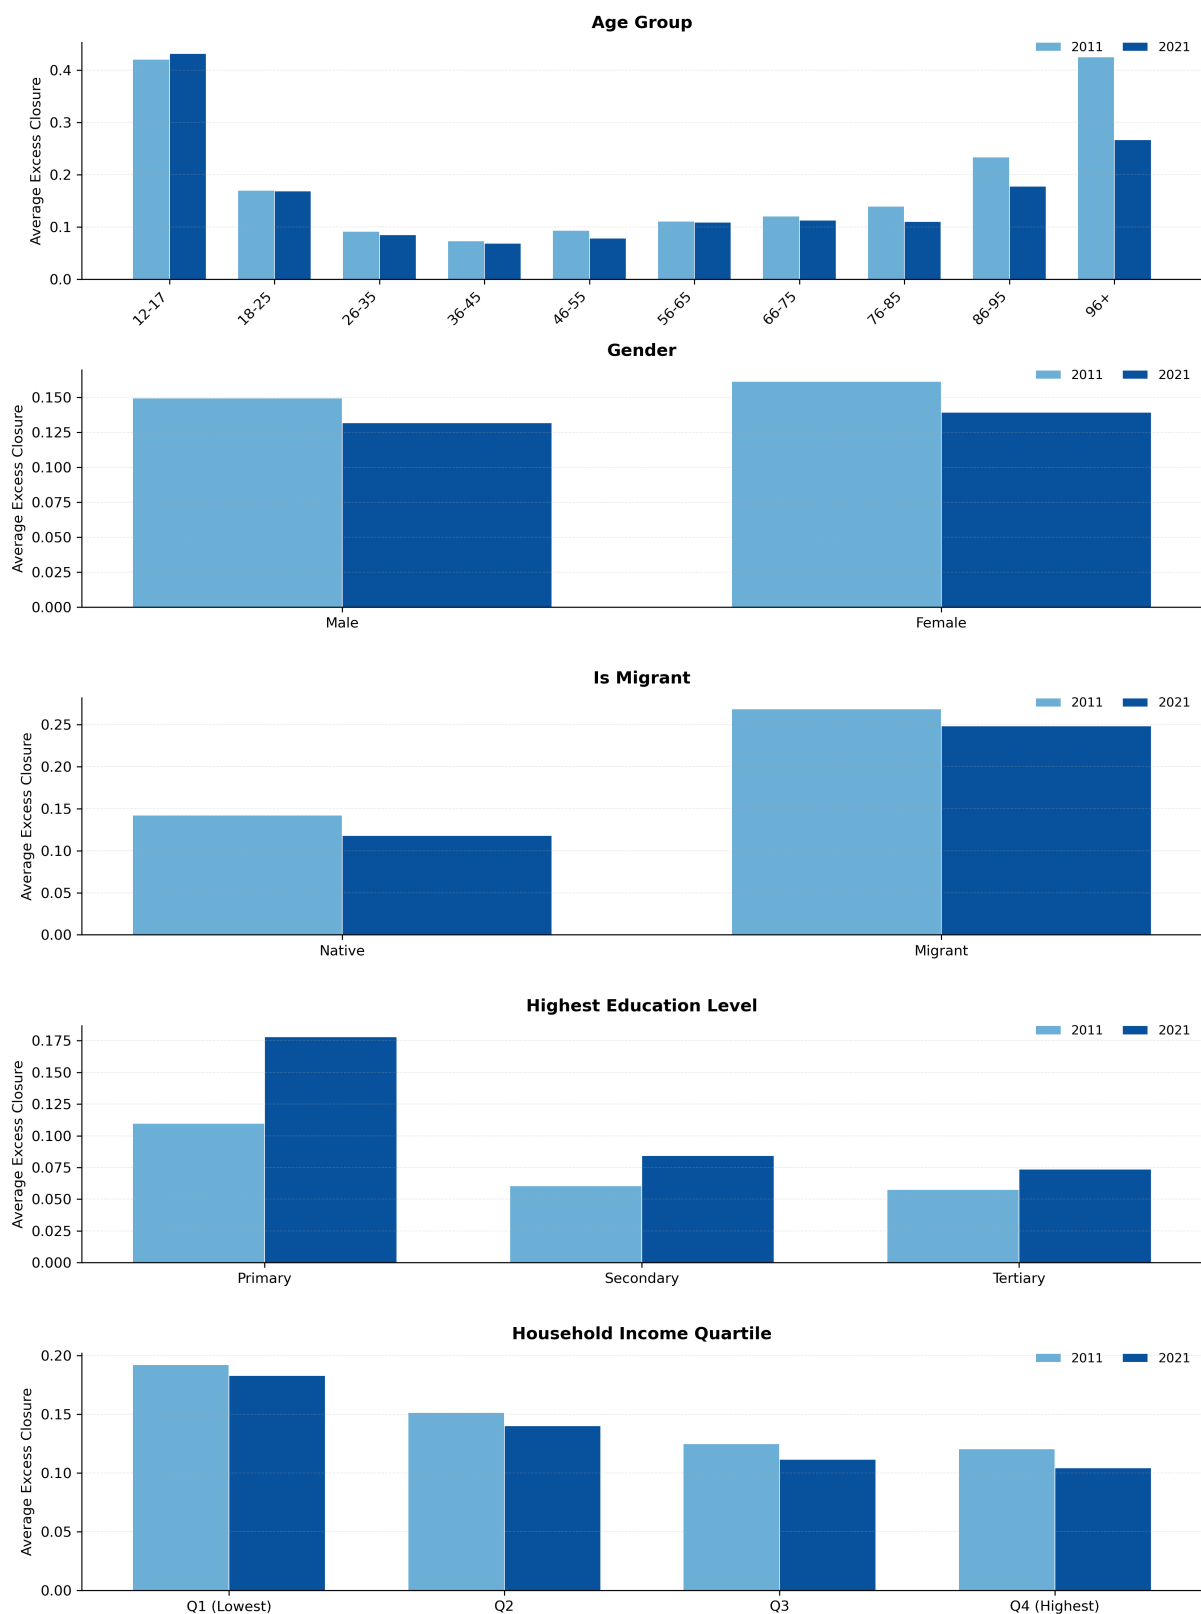 Age Group
2011 2021
Average Excess Closure
0.4
0.3
0.2
0.1
0.0
12-17 18-25 26-35 36-45 46-55 56-65 66-75 76-85 86-95 96+
Gender
2011 2021
Average Excess Closure
0.150
0.125
0.100
0.075
0.050
0.025
0.000
Male Female
Is Migrant
2011 2021
Average Excess Closure
0.25
0.20
0.15
0.10
0.05
0.00
Native Migrant
Highest Education Level
2011 2021
Average Excess Closure
0.175
0.150
0.125
0.100
0.075
0.050
0.025
0.000
Primary Secondary Tertiary
Household Income Quartile
2011 2021
Average Excess Closure
0.20
0.15
0.10
0.05
0.00
Q1 (Lowest) Q2 Q3 Q4 (Highest)